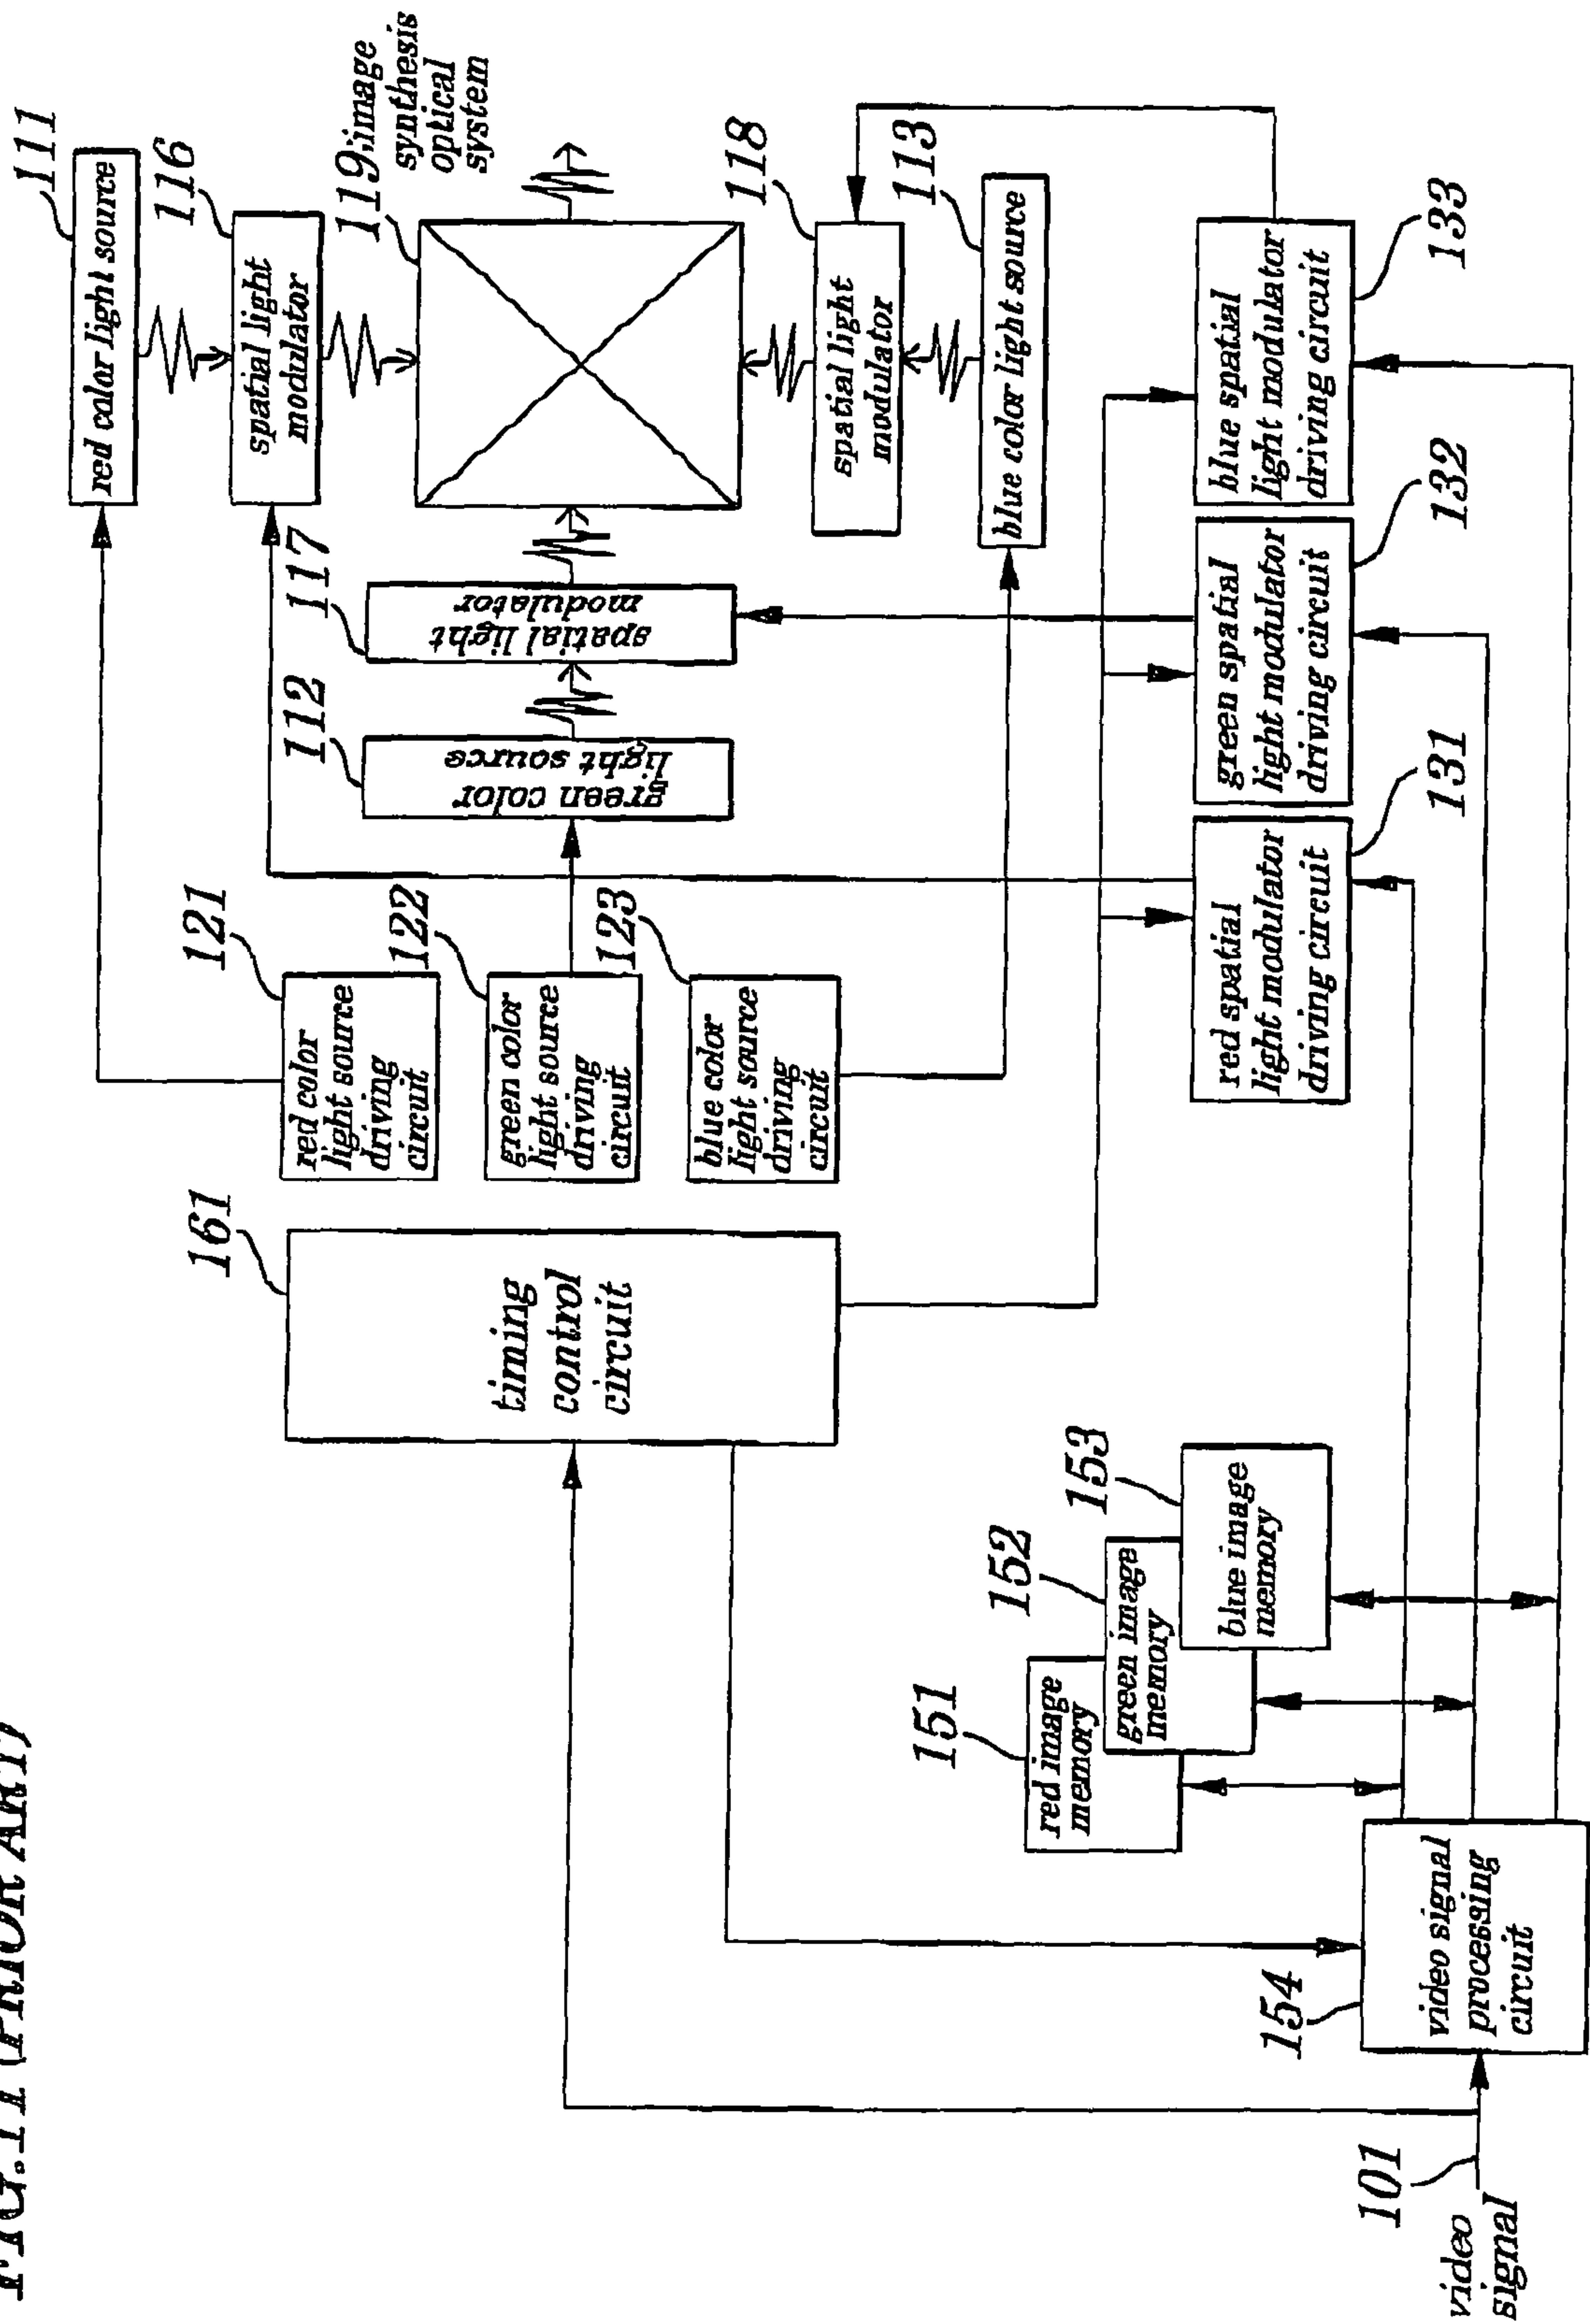 FIG.11 (PRIOR ART)
111
red color light source
116
spatial light
modulator
119:image
synthesis
optical
system
117
spatial light
modulator
112
green color
light source
118
spatial light
modulator
113
blue color light source
121
red color
light source
driving
circuit
122
green color
light source
driving
circuit
123
blue color
light source
driving
circuit
161
timing
control
circuit
133
blue spatial
light modulator
driving circuit
132
green spatial
light modulator
driving circuit
131
red spatial
light modulator
driving circuit
151
red image
memory
152
green image
memory
153
blue image
memory
154
video signal
processing
circuit
101
video
signal